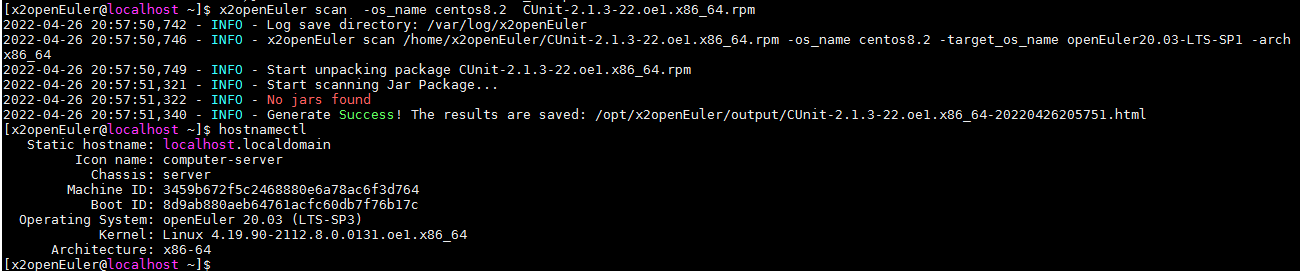 [x2openEuler@localhost ~]$ x2openEuler scan  -os_name centos8.2  CUnit-2.1.3-22.oe1.x86_64.rpm
2022-04-26 20:57:50,742 - INFO - Log save directory: /var/log/x2openEuler
2022-04-26 20:57:50,746 - INFO - x2openEuler scan /home/x2openEuler/CUnit-2.1.3-22.oe1.x86_64.rpm -os_name centos8.2 -target_os_name openEuler20.03-LTS-SP1 -arch
x86_64
2022-04-26 20:57:50,749 - INFO - Start unpacking package CUnit-2.1.3-22.oe1.x86_64.rpm
2022-04-26 20:57:51,321 - INFO - Start scanning Jar Package...
2022-04-26 20:57:51,322 - INFO - No jars found
2022-04-26 20:57:51,340 - INFO - Generate Success! The results are saved: /opt/x2openEuler/output/CUnit-2.1.3-22.oe1.x86_64-20220426205751.html
[x2openEuler@localhost ~]$ hostnamectl
   Static hostname: localhost.localdomain
         Icon name: computer-server
           Chassis: server
        Machine ID: 3459b672f5c2468880e6a78ac6f3d764
           Boot ID: 8d9ab880aeb64761acfc60db7f76b17c
  Operating System: openEuler 20.03 (LTS-SP3)
            Kernel: Linux 4.19.90-2112.8.0.0131.oe1.x86_64
      Architecture: x86-64
[x2openEuler@localhost ~]$